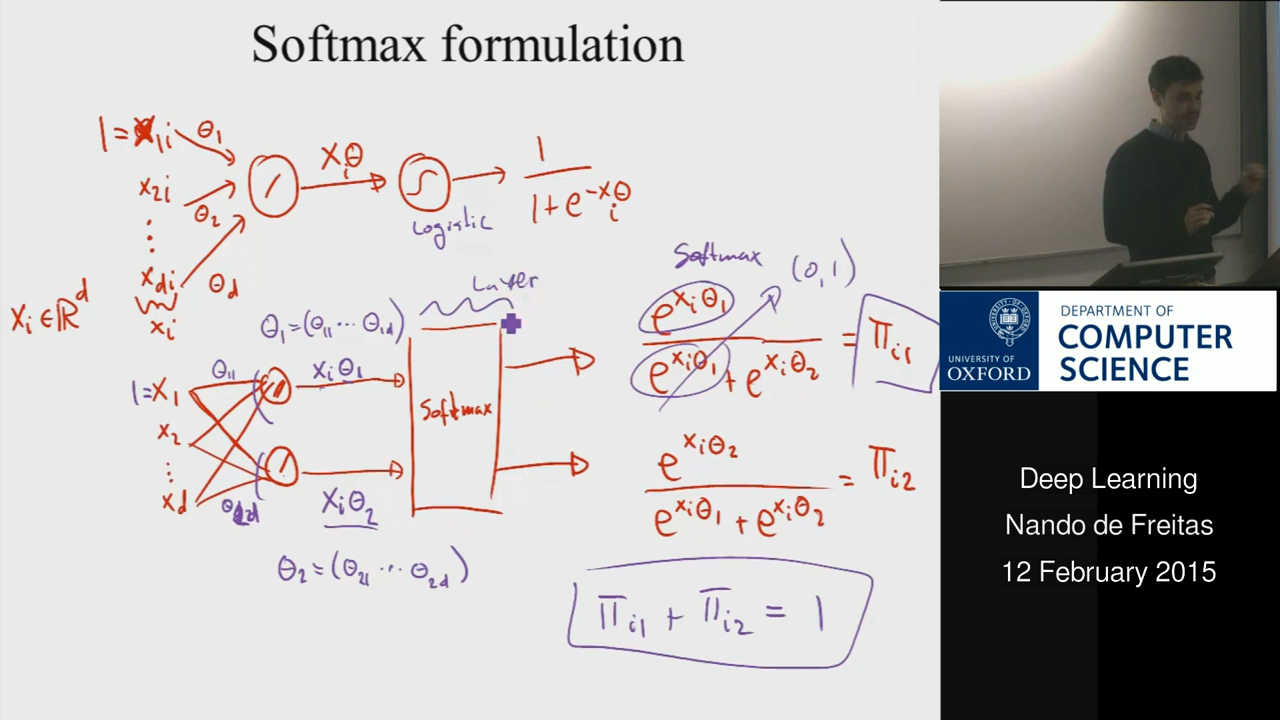 Softmax formulation
1 = x1i θ1
x2i θ2
⋮
xdi θd
xi
xi ∈ ℝ^d
xiθ
Logistic
1 / (1 + e^(-xiθ))
Softmax
(0,1)
Layer
θ1 = (θ11 ... θ1d)
1 = x1
x2
⋮
xd
θ11
θ2d
xiθ1
xiθ2
Softmax
θ2 = (θ21 ... θ2d)
e^(xiθ1) / (e^(xiθ1) + e^(xiθ2)) = Πi1
e^(xiθ2) / (e^(xiθ1) + e^(xiθ2)) = Πi2
Πi1 + Πi2 = 1
UNIVERSITY OF
OXFORD
DEPARTMENT OF
COMPUTER
SCIENCE
Deep Learning
Nando de Freitas
12 February 2015